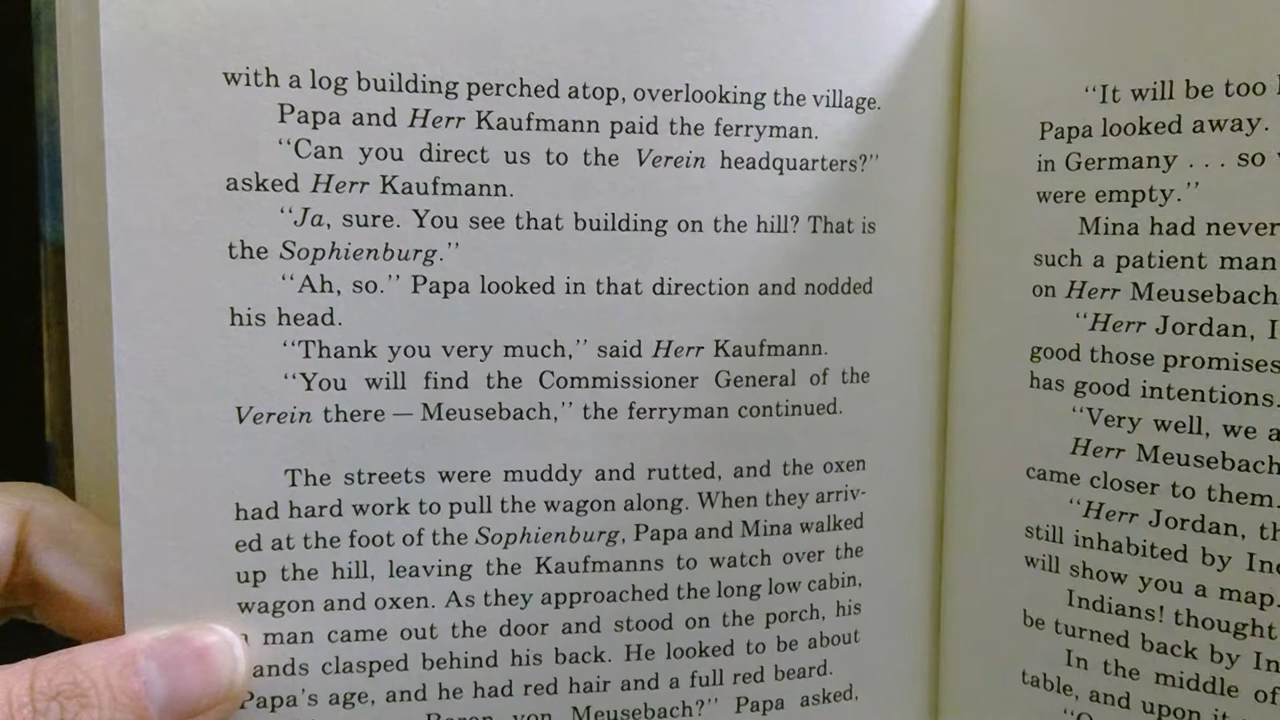 with a log building perched atop, overlooking the village.
Papa and Herr Kaufmann paid the ferryman.
“Can you direct us to the Verein headquarters?”
asked Herr Kaufmann.
“Ja, sure. You see that building on the hill? That is
the Sophienburg.”
“Ah, so.” Papa looked in that direction and nodded
his head.
“Thank you very much,” said Herr Kaufmann.
“You will find the Commissioner General of the
Verein there — Meusebach,” the ferryman continued.
The streets were muddy and rutted, and the oxen
had hard work to pull the wagon along. When they arriv-
ed at the foot of the Sophienburg, Papa and Mina walked
up the hill, leaving the Kaufmanns to watch over the
wagon and oxen. As they approached the long low cabin,
man came out the door and stood on the porch, his
ands clasped behind his back. He looked to be about
Papa's age, and he had red hair and a full red beard.
von Meusebach?” Papa asked,
“It will be too
Papa looked away.
in Germany . . . so
were empty.”
Mina had never
such a patient man
on Herr Meusebach
“Herr Jordan, I
good those promises
has good intentions.
“Very well, we a
Herr Meusebach
came closer to them.
“Herr Jordan, th
still inhabited by In
will show you a map.
Indians! thought
be turned back by In
In the middle of
table, and upon it